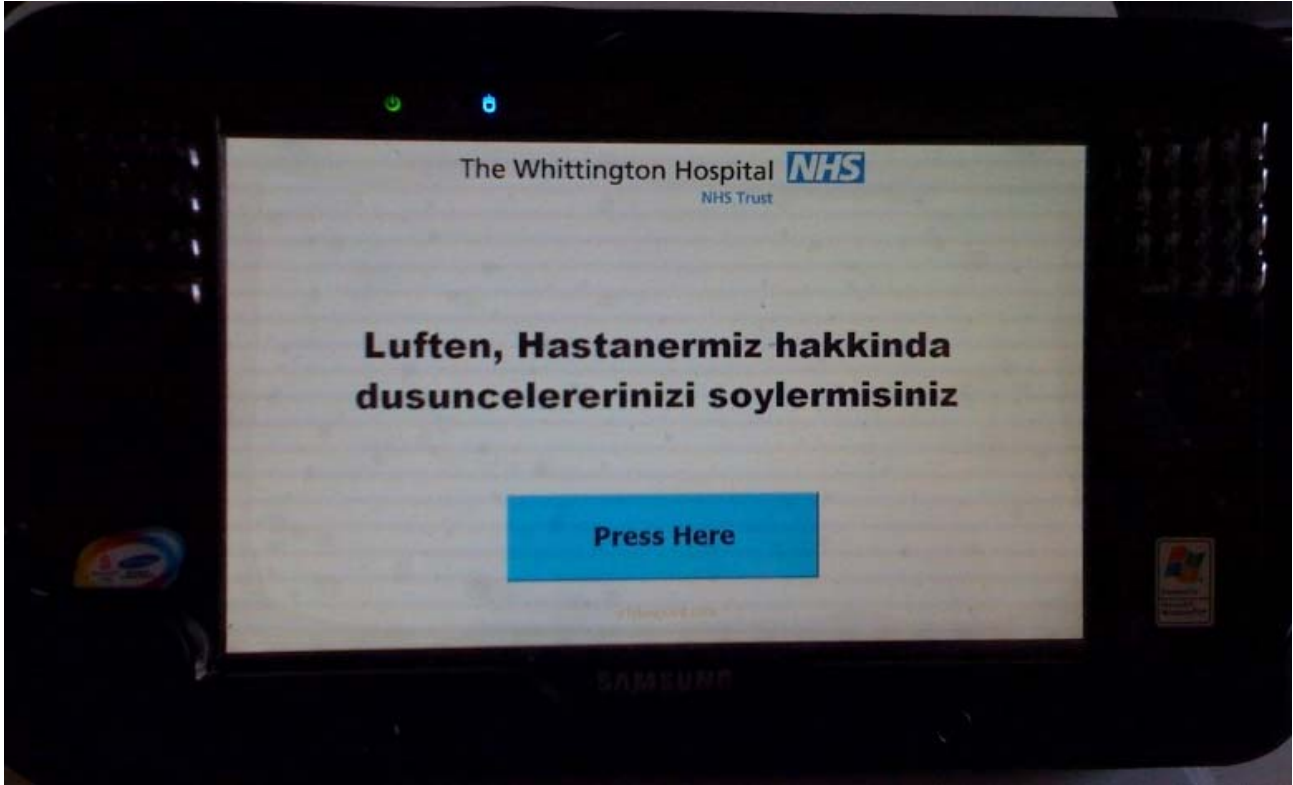 The Whittington Hospital NHS
NHS Trust
Luften, Hastanermiz hakkinda
dusuncelererinizi soylermisiniz
Press Here
SAMSUNG